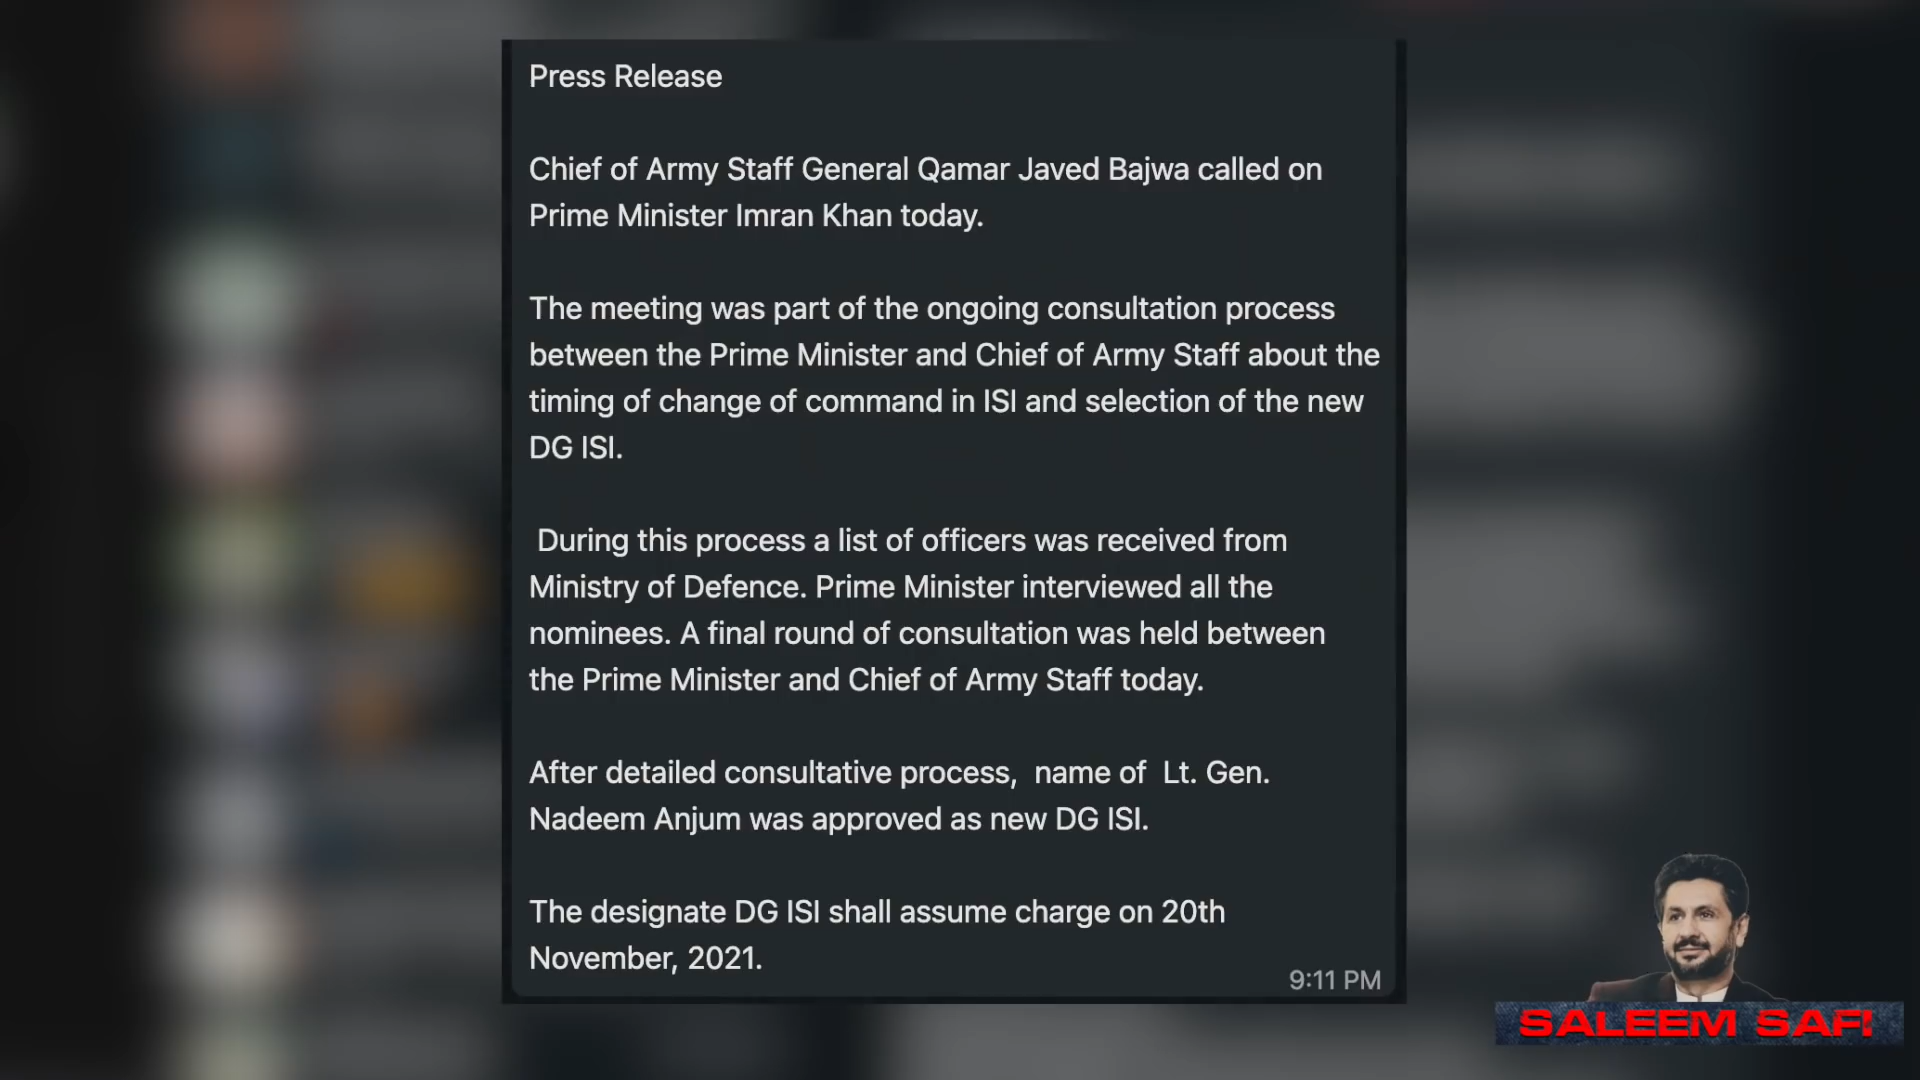 Press Release
Chief of Army Staff General Qamar Javed Bajwa called on
Prime Minister Imran Khan today.
The meeting was part of the ongoing consultation process
between the Prime Minister and Chief of Army Staff about the
timing of change of command in ISI and selection of the new
DG ISI.
During this process a list of officers was received from
Ministry of Defence. Prime Minister interviewed all the
nominees. A final round of consultation was held between
the Prime Minister and Chief of Army Staff today.
After detailed consultative process,  name of  Lt. Gen.
Nadeem Anjum was approved as new DG ISI.
The designate DG ISI shall assume charge on 20th
November, 2021.
9:11 PM
SALEEM SAFI